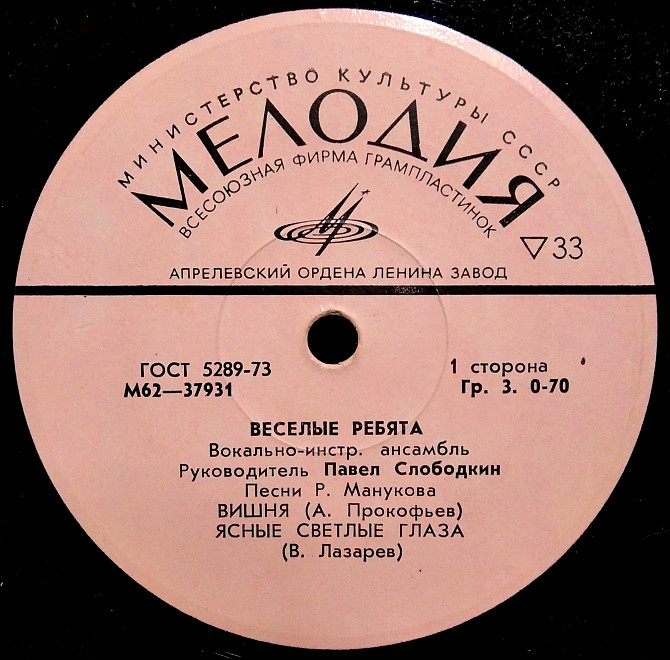 МИНИСТЕРСТВО КУЛЬТУРЫ СССР
МЕЛОДИЯ
ВСЕСОЮЗНАЯ ФИРМА ГРАМПЛАСТИНОК
▽33
АПРЕЛЕВСКИЙ ОРДЕНА ЛЕНИНА ЗАВОД
ГОСТ 5289-73
М62—37931
1 сторона
Гр. 3. 0-70
ВЕСЕЛЫЕ РЕБЯТА
Вокально-инстр. ансамбль
Руководитель Павел Слободкин
Песни Р. Манукова
ВИШНЯ (А. Прокофьев)
ЯСНЫЕ СВЕТЛЫЕ ГЛАЗА
(В. Лазарев)